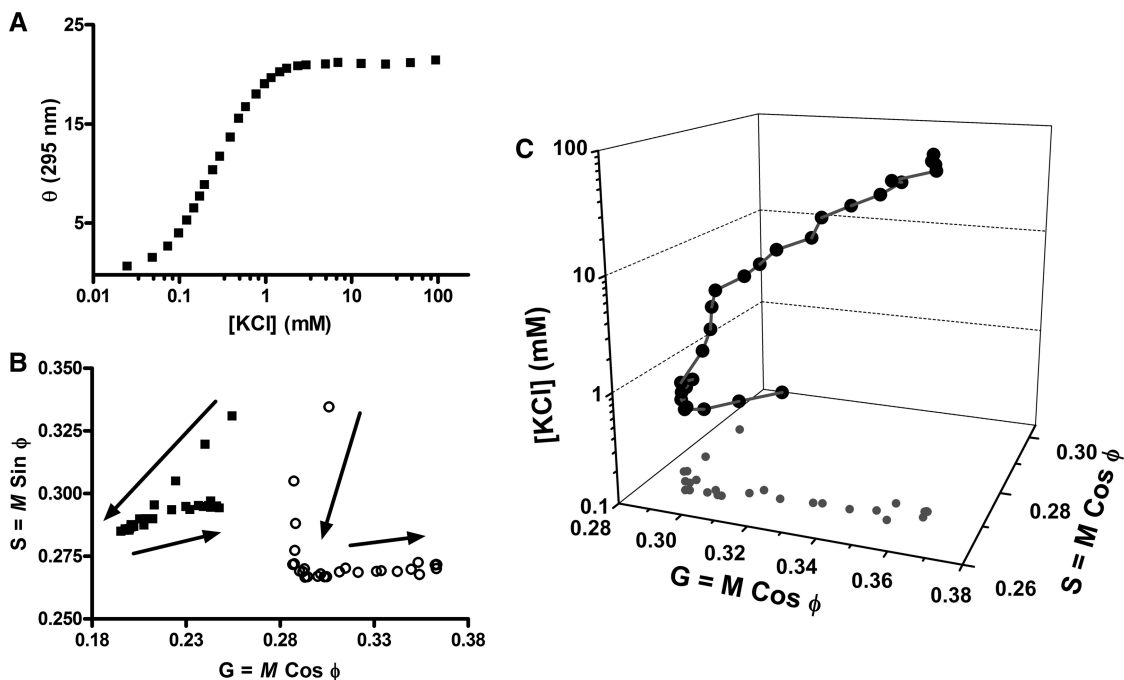 A
25
15
5
θ (295 nm)
0.01 0.1 1 10 100
[KCl] (mM)
B
0.350
0.325
0.300
0.275
0.250
S = M Sin ϕ
0.18 0.23 0.28 0.33 0.38
G = M Cos ϕ
C
100
10
1
0.1
[KCl] (mM)
0.28 0.30 0.32 0.34 0.36 0.38
G = M Cos ϕ
0.26 0.28 0.30
S = M Cos ϕ